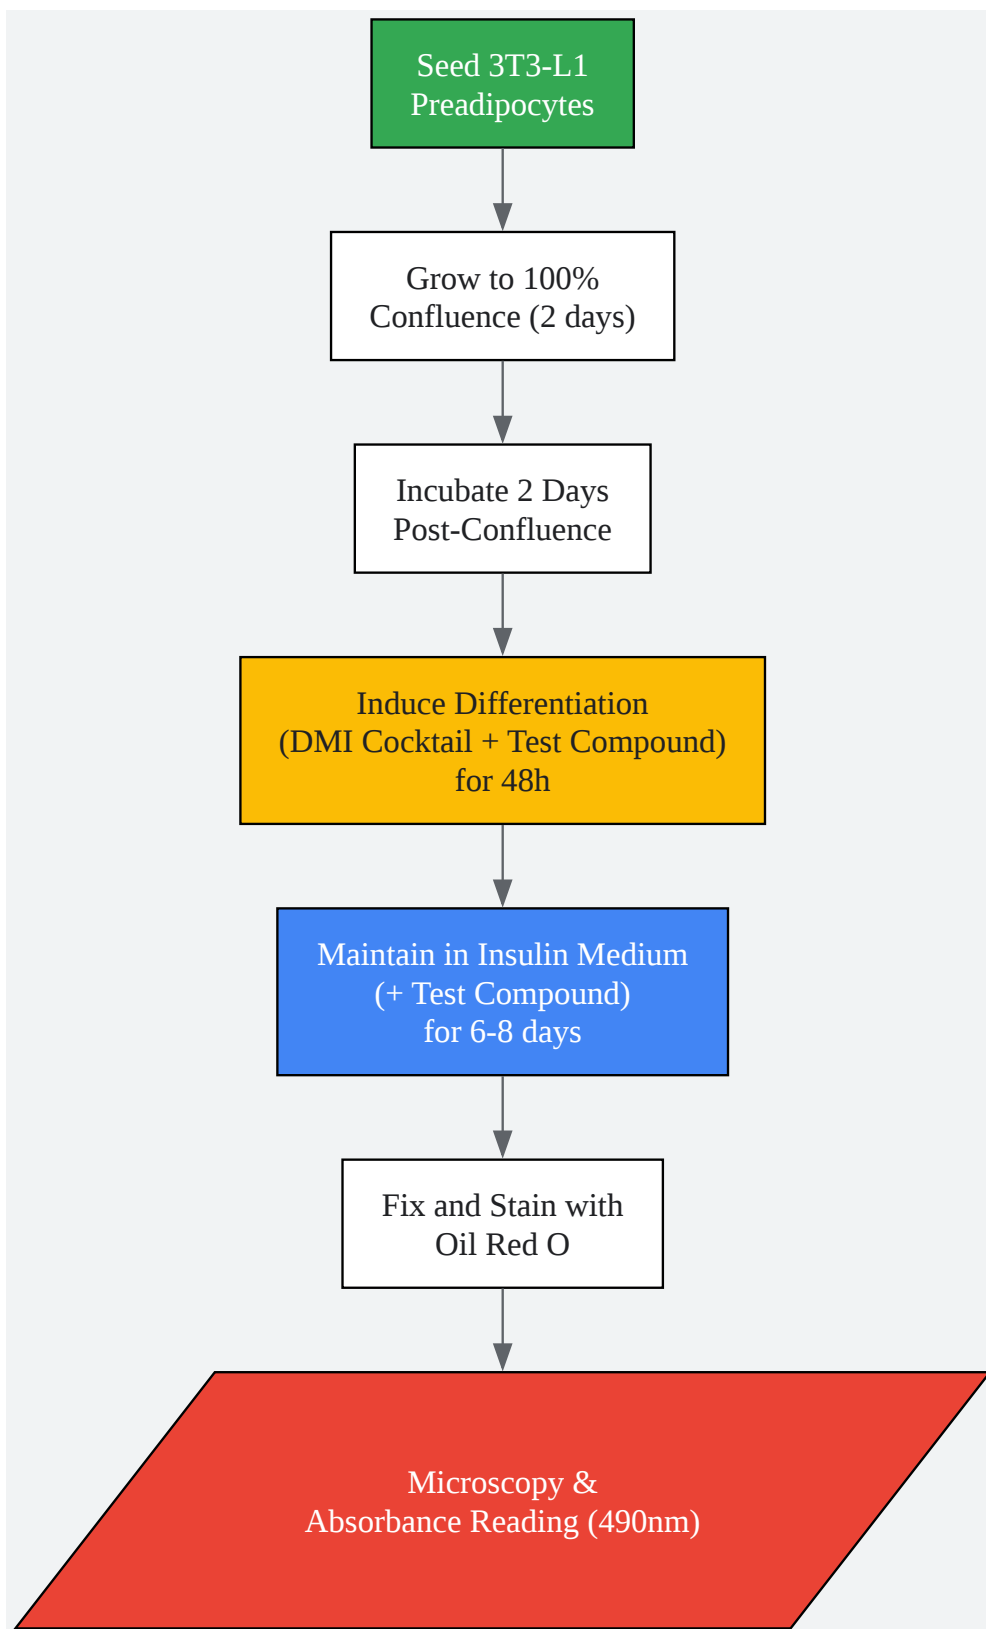 Seed 3T3-L1
Preadipocytes
Grow to 100%
Confluence (2 days)
Incubate 2 Days
Post-Confluence
Induce Differentiation
(DMI Cocktail + Test Compound)
for 48h
Maintain in Insulin Medium
(+ Test Compound)
for 6-8 days
Fix and Stain with
Oil Red O
Microscopy &
Absorbance Reading (490nm)